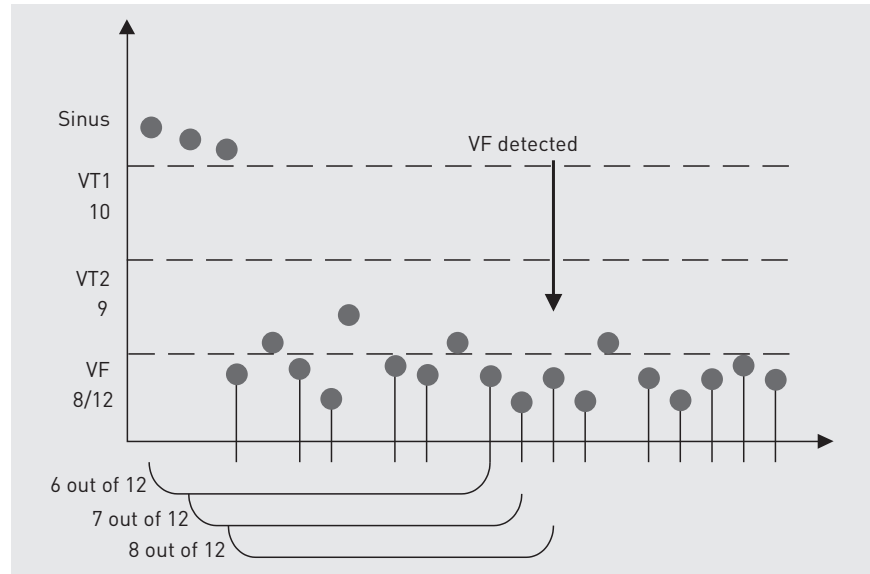 Sinus
VF detected
VT1
10
VT2
9
VF
8/12
6 out of 12
7 out of 12
8 out of 12